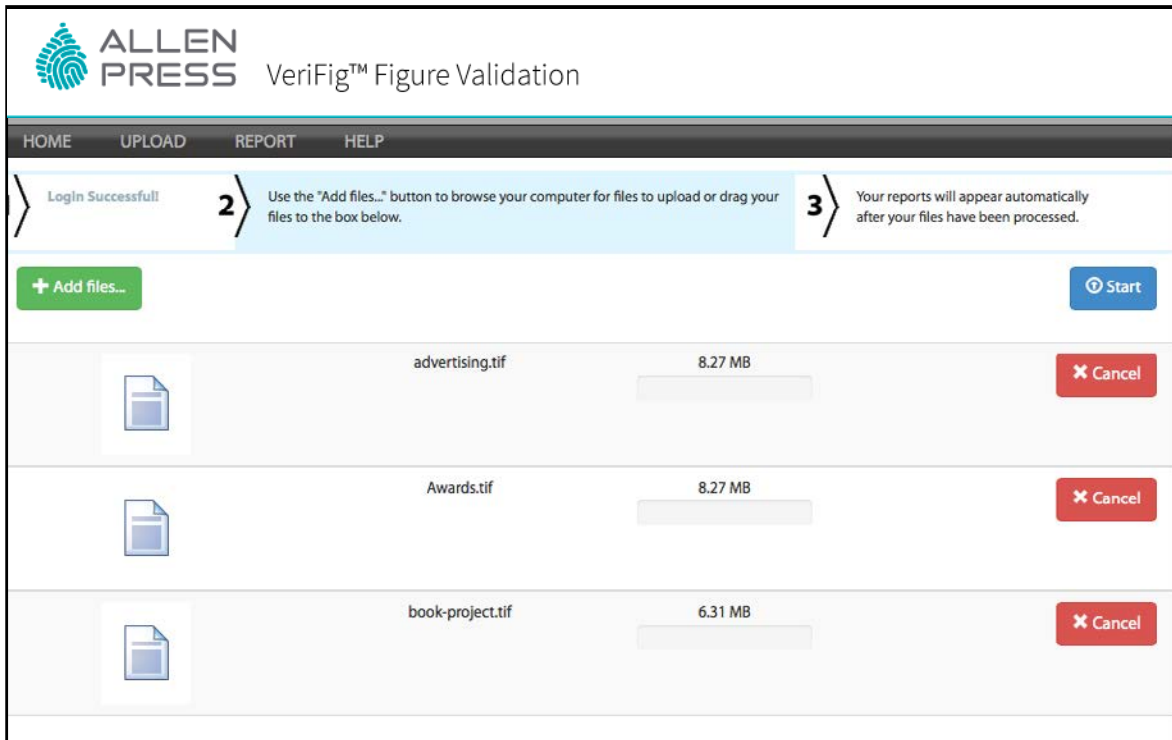 ALLEN
PRESS VeriFig™ Figure Validation
HOME UPLOAD REPORT HELP
Login Successful! 2 Use the "Add files..." button to browse your computer for files to upload or drag your 3 Your reports will appear automatically
files to the box below. after your files have been processed.
Add files... Start
advertising.tif 8.27 MB Cancel
Awards.tif 8.27 MB Cancel
book-project.tif 6.31 MB Cancel